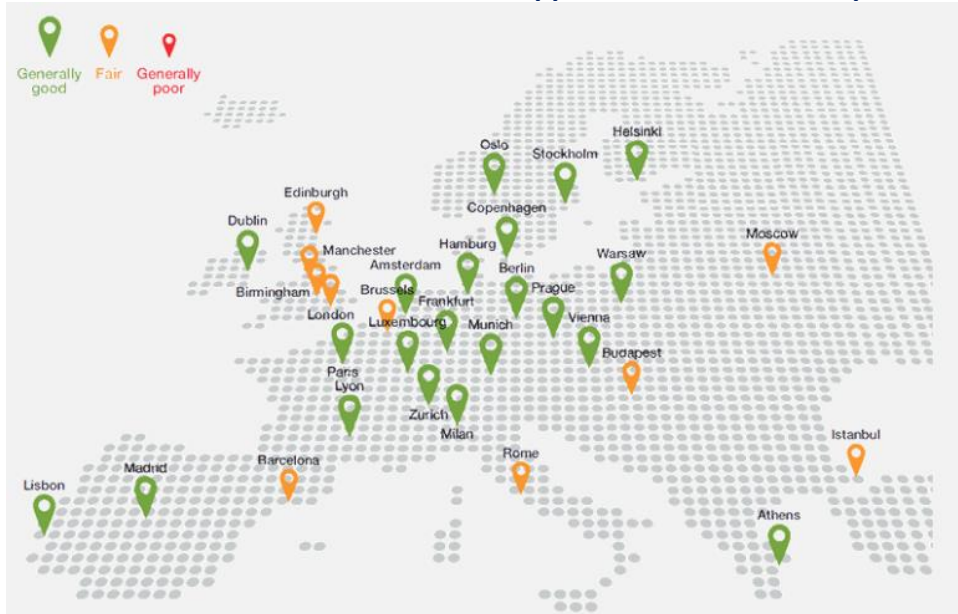 Generally
good
Fair
Generally
poor
Helsinki
Oslo
Stockholm
Edinburgh
Copenhagen
Dublin
Moscow
Manchester
Hamburg
Warsaw
Amsterdam
Berlin
Birmingham
Brussels
Prague
Frankfurt
London
Luxembourg
Munich
Vienna
Budapest
Paris
Lyon
Zurich
Milan
Istanbul
Rome
Barcelona
Madrid
Lisbon
Athens